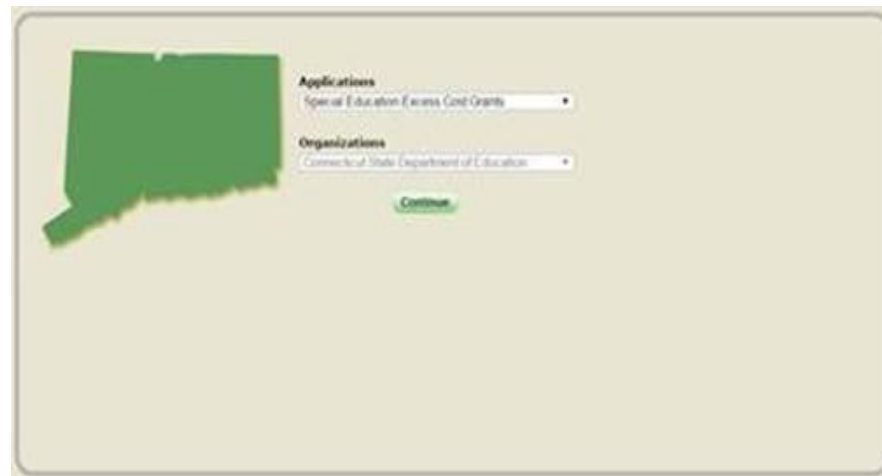 Applications
Special Education Excess Cost Grants
Organizations
Connecticut State Department of Education
Continue